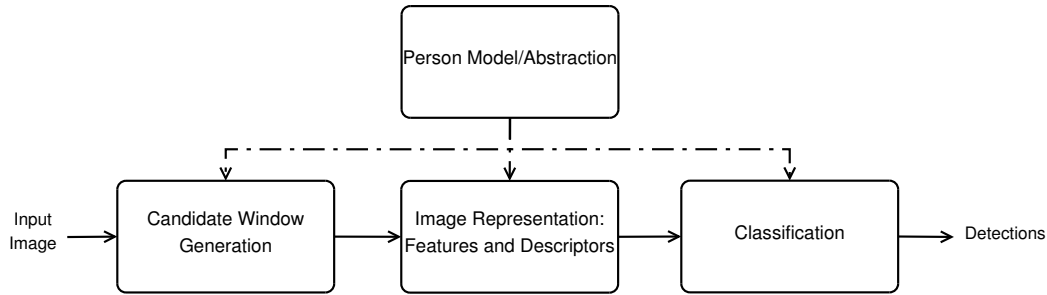 Person Model/Abstraction
Input
Image
Candidate Window
Generation
Image Representation:
Features and Descriptors
Classification
Detections